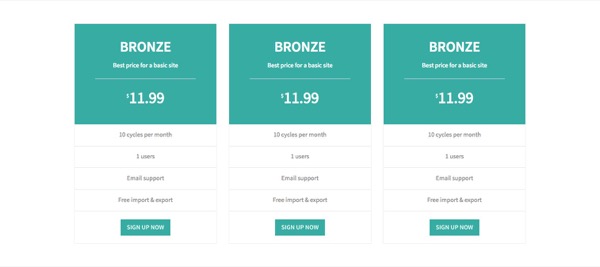 BRONZE
Best price for a basic site
$11.99
10 cycles per month
1 users
Email support
Free import & export
SIGN UP NOW
BRONZE
Best price for a basic site
$11.99
10 cycles per month
1 users
Email support
Free import & export
SIGN UP NOW
BRONZE
Best price for a basic site
$11.99
10 cycles per month
1 users
Email support
Free import & export
SIGN UP NOW